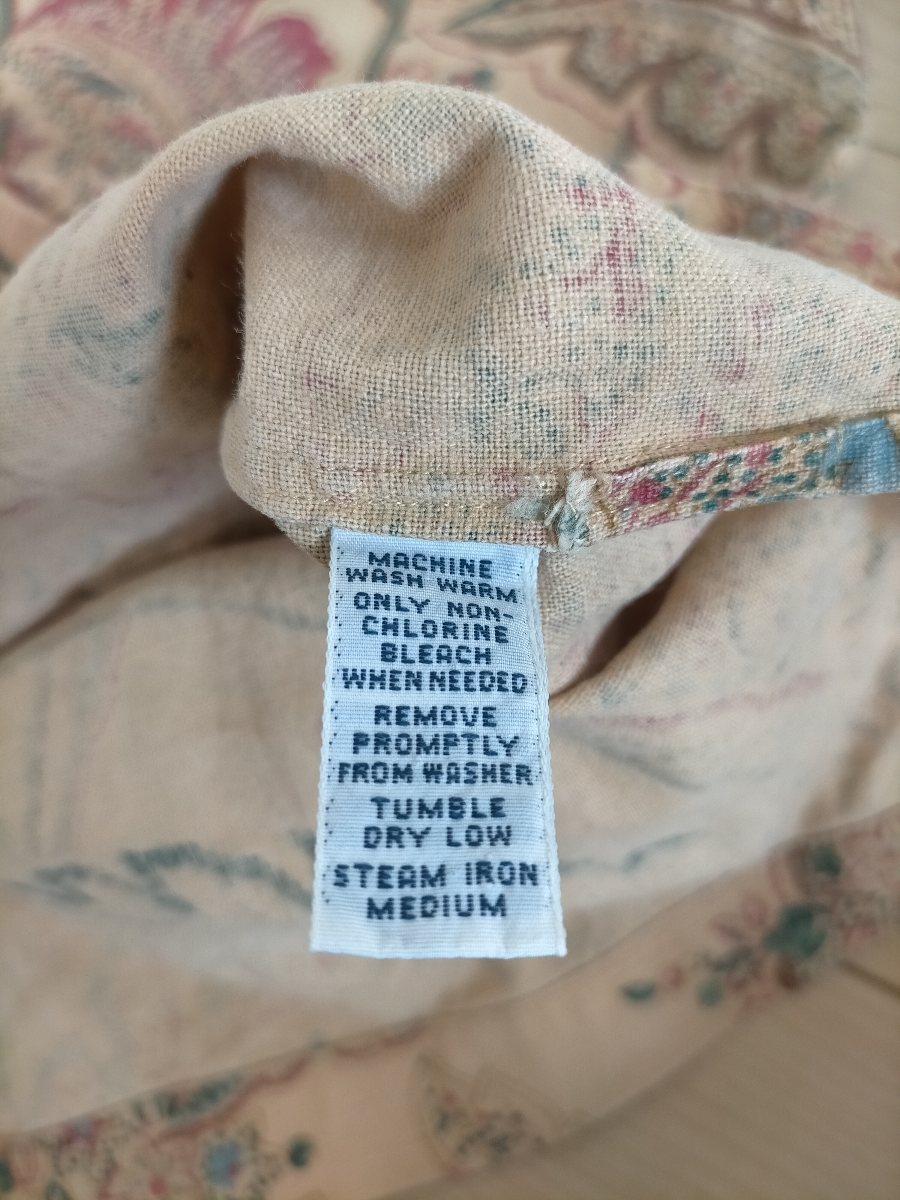 MACHINE
WASH WARM
ONLY NON-
CHLORINE
BLEACH
WHEN NEEDED
REMOVE
PROMPTLY
FROM WASHER
TUMBLE
DRY LOW
STEAM IRON
MEDIUM